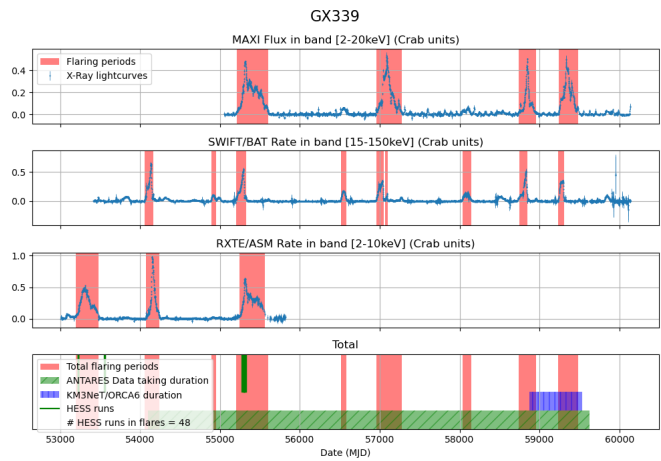 GX339
MAXI Flux in band [2-20keV] (Crab units)
Flaring periods
X-Ray lightcurves
0.4
0.2
0.0
SWIFT/BAT Rate in band [15-150keV] (Crab units)
0.5
0.0
RXTE/ASM Rate in band [2-10keV] (Crab units)
1.0
0.5
0.0
Total
Total flaring periods
ANTARES Data taking duration
KM3NeT/ORCA6 duration
HESS runs
# HESS runs in flares = 48
53000 54000 55000 56000 57000 58000 59000 60000
Date (MJD)